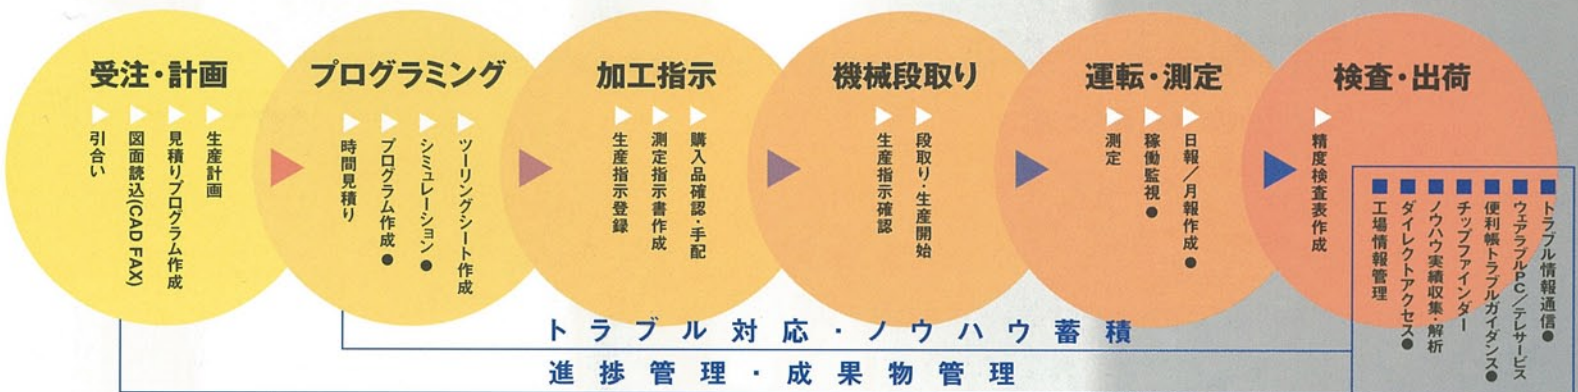 受注・計画
生産計画
見積りプログラム作成
図面読込(CAD FAX)
引合い
プログラミング
ツーリングシート作成
シミュレーション●
プログラム作成●
時間見積り
加工指示
購入品確認・手配
測定指示書作成
生産指示登録
機械段取り
段取り・生産開始
生産指示確認
運転・測定
日報／月報作成●
稼働監視●
測定
検査・出荷
精度検査表作成
トラブル情報通信●
ウェアラブルPC／テレサービス
便利帳トラブルガイダンス●
チップファインダー
ノウハウ実績収集・解析
ダイレクトアクセス●
工場情報管理
トラブル対応・ノウハウ蓄積
進捗管理・成果物管理